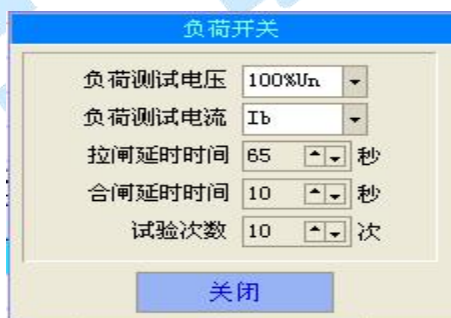 负荷开关
负荷测试电压 100%Un
负荷测试电流 Ib
拉闸延时时间 65 秒
合闸延时时间 10 秒
试验次数 10 次
关闭